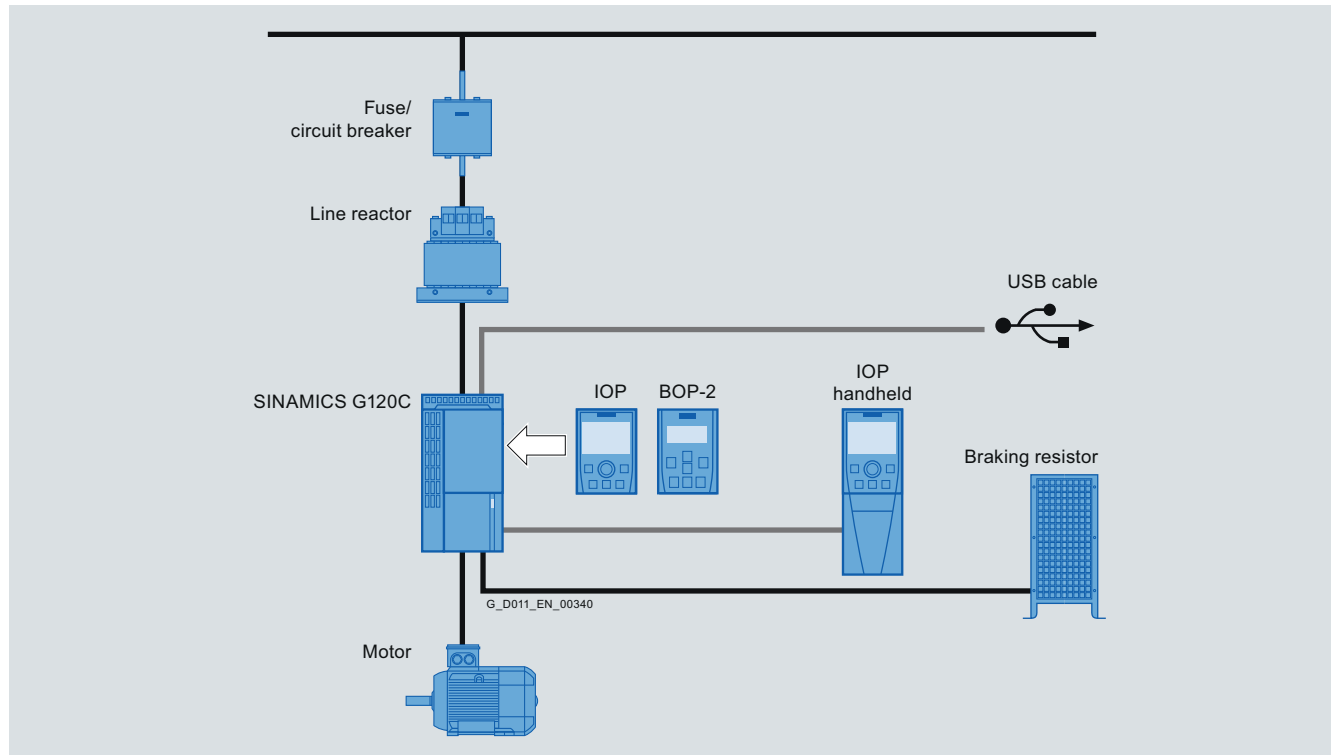 Fuse/
circuit breaker
Line reactor
USB cable
SINAMICS G120C
IOP
BOP-2
IOP
handheld
Braking resistor
G_D011_EN_00340
Motor